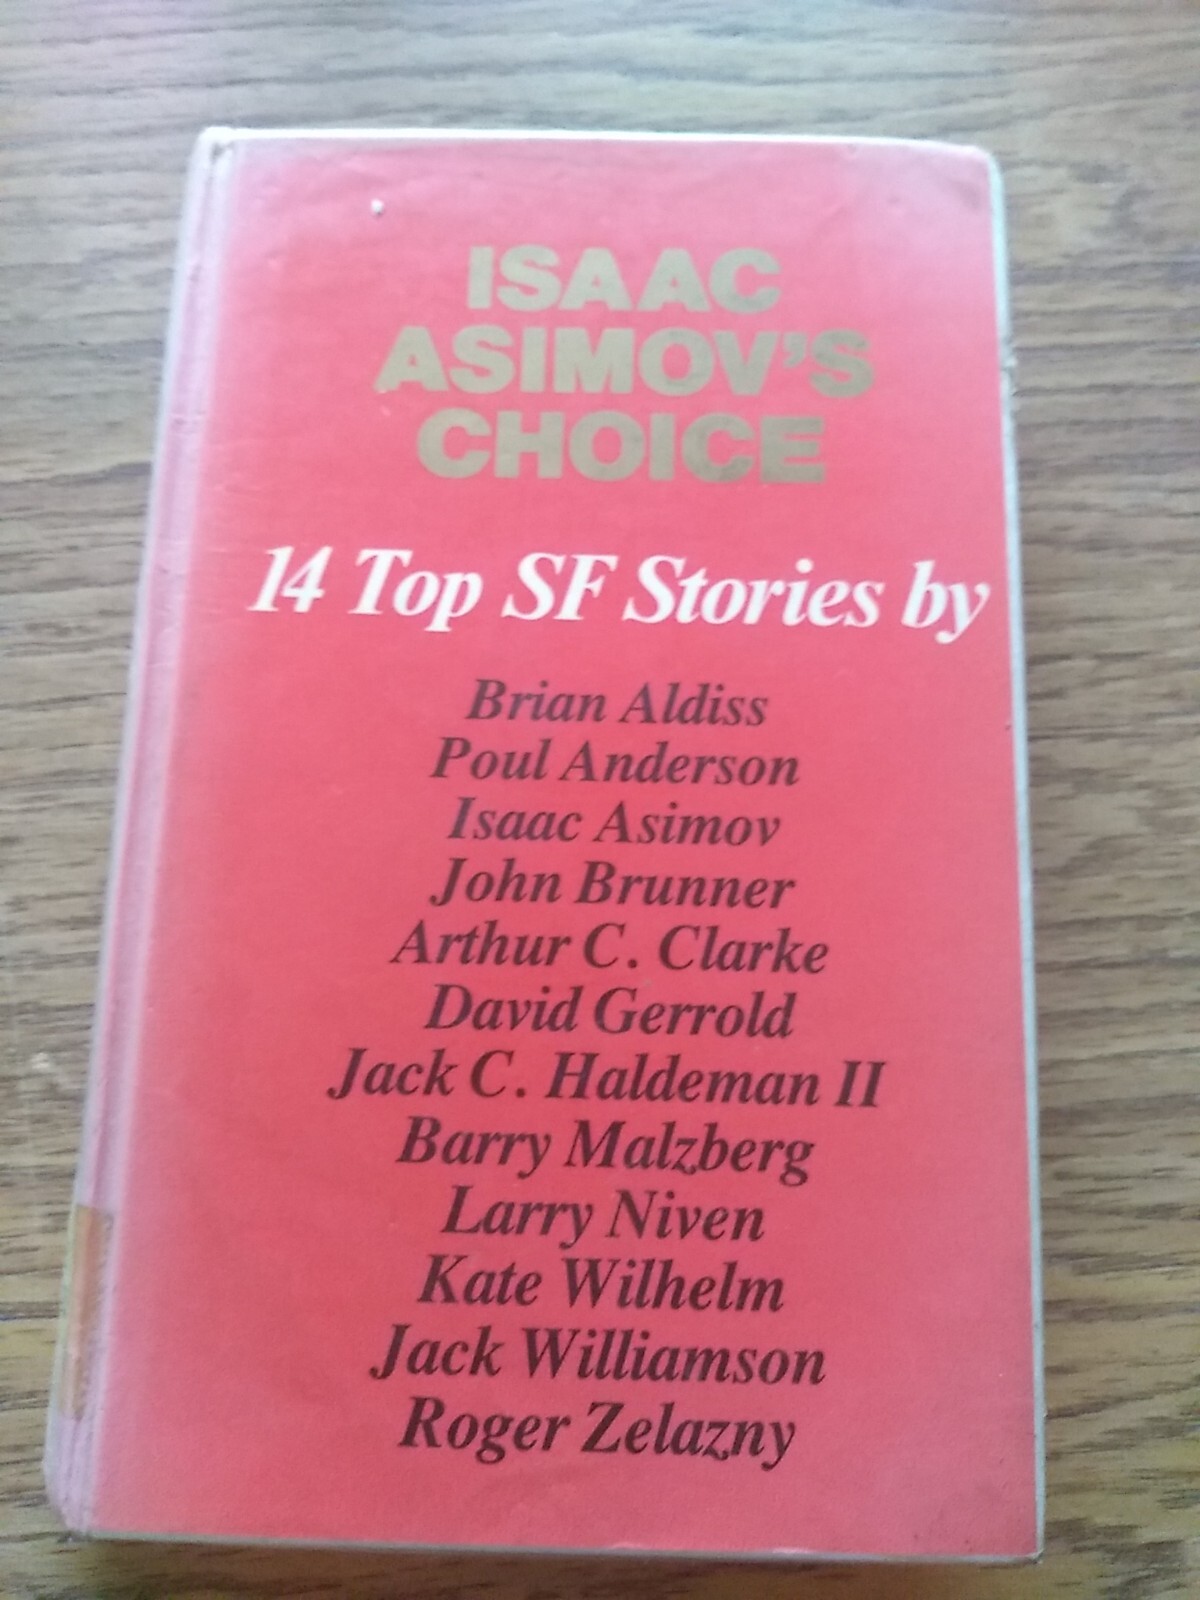 ISAAC
ASIMOV'S
CHOICE
14 Top SF Stories by
Brian Aldiss
Poul Anderson
Isaac Asimov
John Brunner
Arthur C. Clarke
David Gerrold
Jack C. Haldeman II
Barry Malzberg
Larry Niven
Kate Wilhelm
Jack Williamson
Roger Zelazny